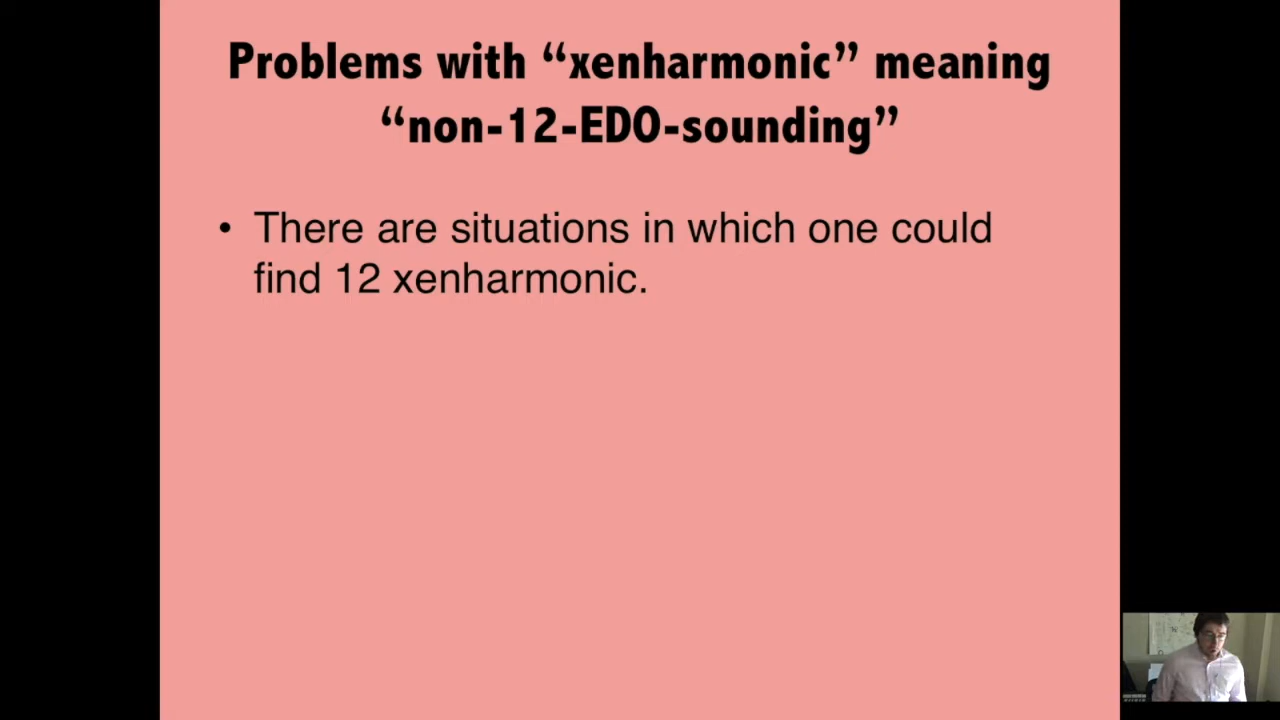 Problems with “xenharmonic” meaning
“non-12-EDO-sounding”
• There are situations in which one could
find 12 xenharmonic.